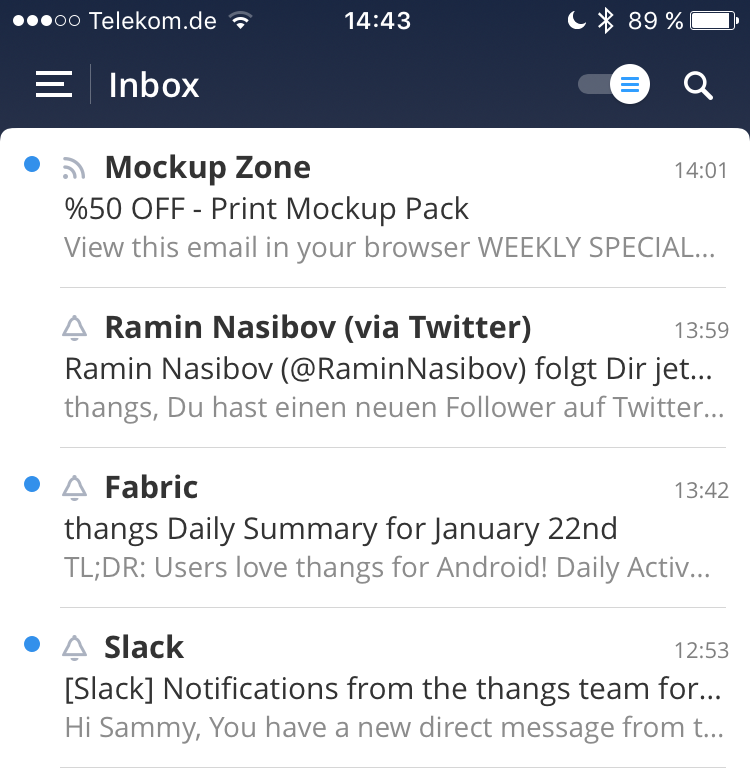 Telekom.de 14:43 89 %
Inbox
Mockup Zone 14:01
%50 OFF - Print Mockup Pack
View this email in your browser WEEKLY SPECIAL...
Ramin Nasibov (via Twitter) 13:59
Ramin Nasibov (@RaminNasibov) folgt Dir jet...
thangs, Du hast einen neuen Follower auf Twitter...
Fabric 13:42
thangs Daily Summary for January 22nd
TL;DR: Users love thangs for Android! Daily Activ...
Slack 12:53
[Slack] Notifications from the thangs team for...
Hi Sammy, You have a new direct message from t...